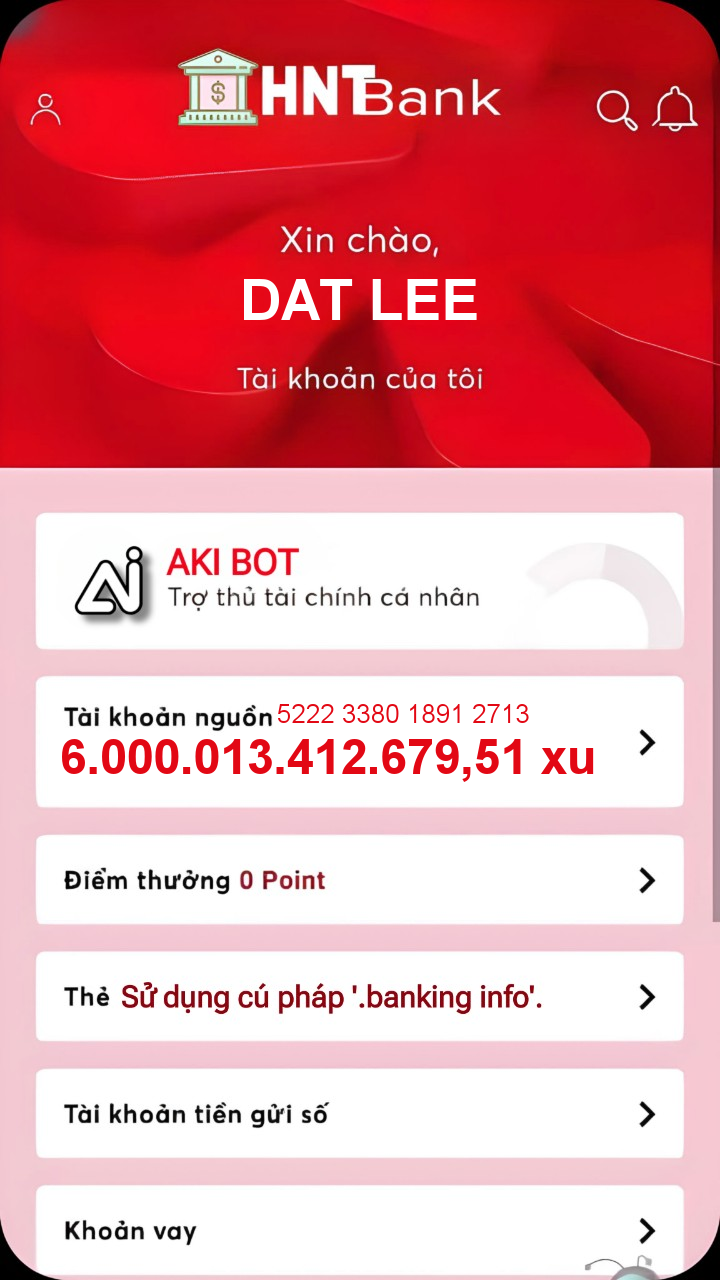 HNTBank
Xin chào,
DAT LEE
Tài khoản của tôi
AI
AKI BOT
Trợ thủ tài chính cá nhân
Tài khoản nguồn 5222 3380 1891 2713
6.000.013.412.679,51 xu
Điểm thưởng 0 Point
Thẻ Sử dụng cú pháp '.banking info'.
Tài khoản tiền gửi số
Khoản vay